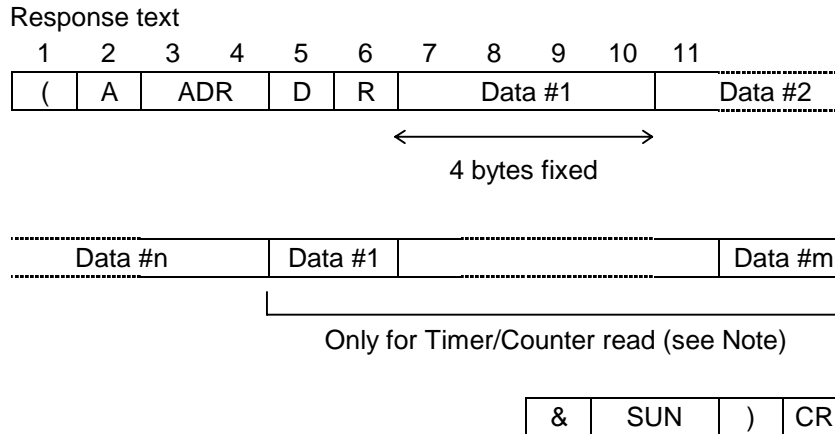 Response text
1 2 3 4 5 6 7 8 9 10 11
( A ADR D R Data #1 Data #2
4 bytes fixed
Data #n Data #1 Data #m
Only for Timer/Counter read (see Note)
& SUN ) CR